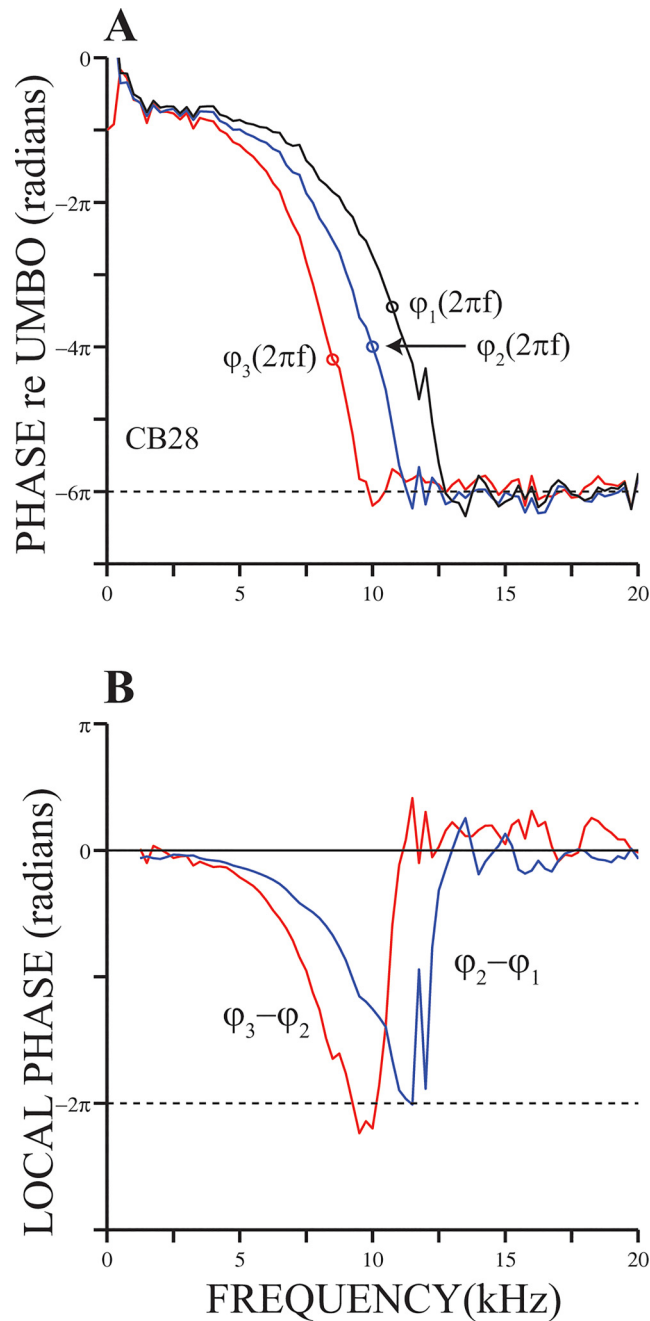 A
PHASE re UMBO (radians)
0
−2π
−4π
−6π
φ₁(2πf)
φ₂(2πf)
φ₃(2πf)
CB28
0 5 10 15 20
B
LOCAL PHASE (radians)
π
0
−2π
φ₂−φ₁
φ₃−φ₂
0 5 10 15 20
FREQUENCY(kHz)